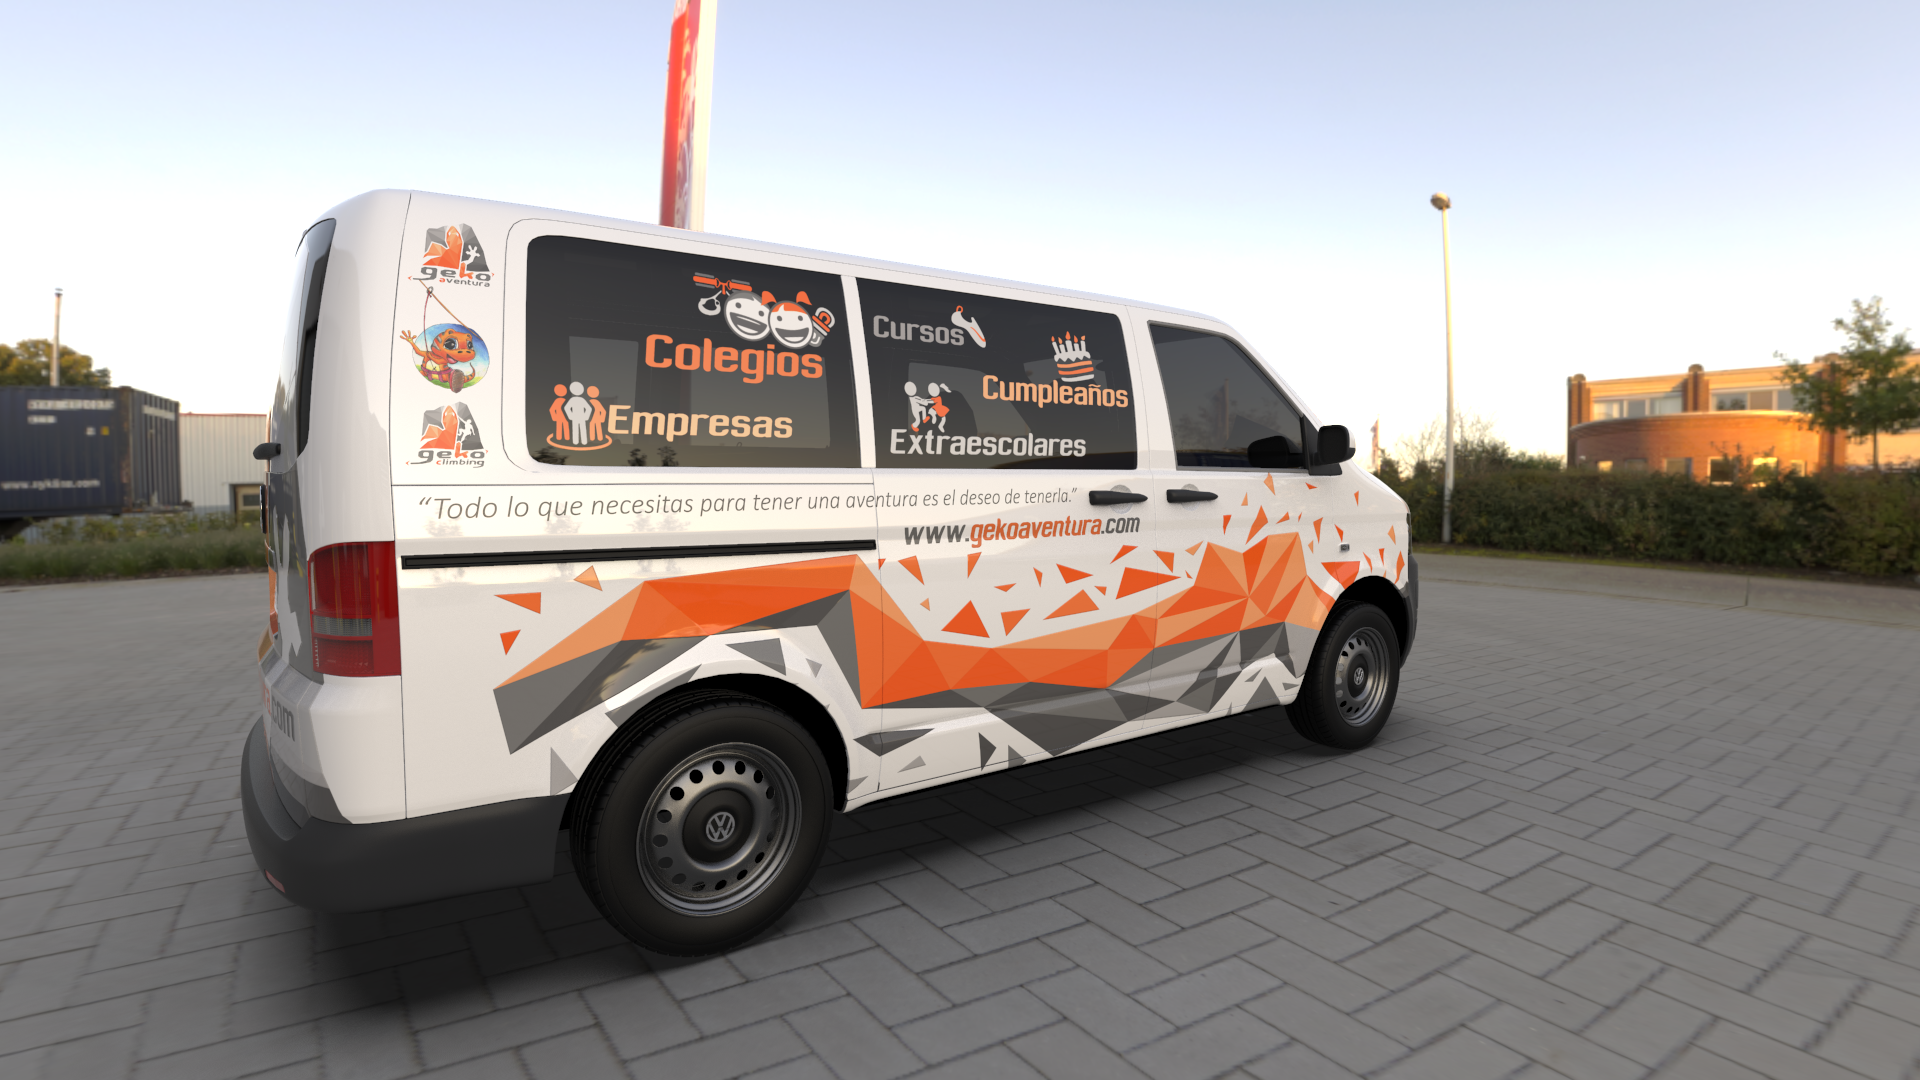 geko
aventura
Colegios
Empresas
Cursos
Cumpleaños
Extraescolares
geko
climbing
“Todo lo que necesitas para tener una aventura es el deseo de tenerla.”
www.gekoaventura.com
.com